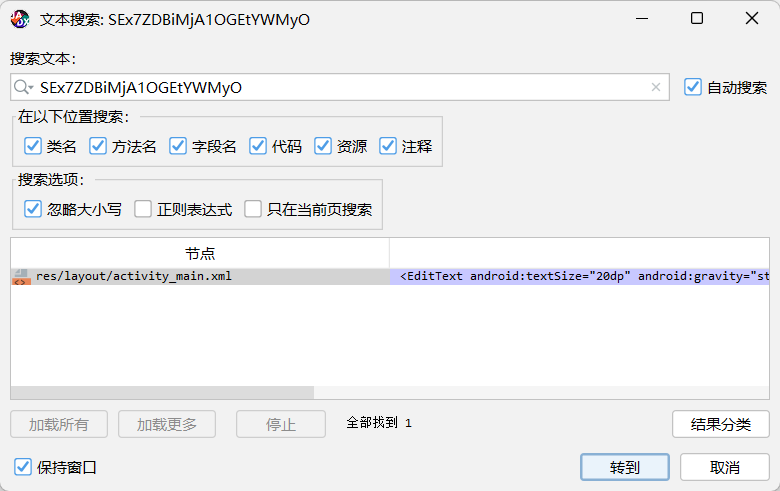 文本搜索: SEx7ZDBiMjA1OGEtYWMyO
搜索文本:
SEx7ZDBiMjA1OGEtYWMyO
自动搜索
在以下位置搜索:
类名 方法名 字段名 代码 资源 注释
搜索选项:
忽略大小写 正则表达式 只在当前页搜索
节点
res/layout/activity_main.xml <EditText android:textSize="20dp" android:gravity="st
加载所有 加载更多 停止 全部找到 1 结果分类
保持窗口 转到 取消